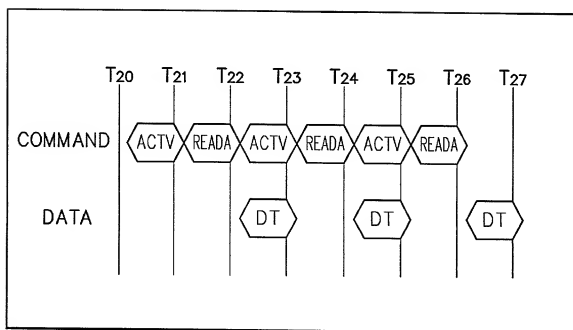 T20 T21 T22 T23 T24 T25 T26 T27
COMMAND ACTV READA ACTV READA ACTV READA
DATA DT DT DT